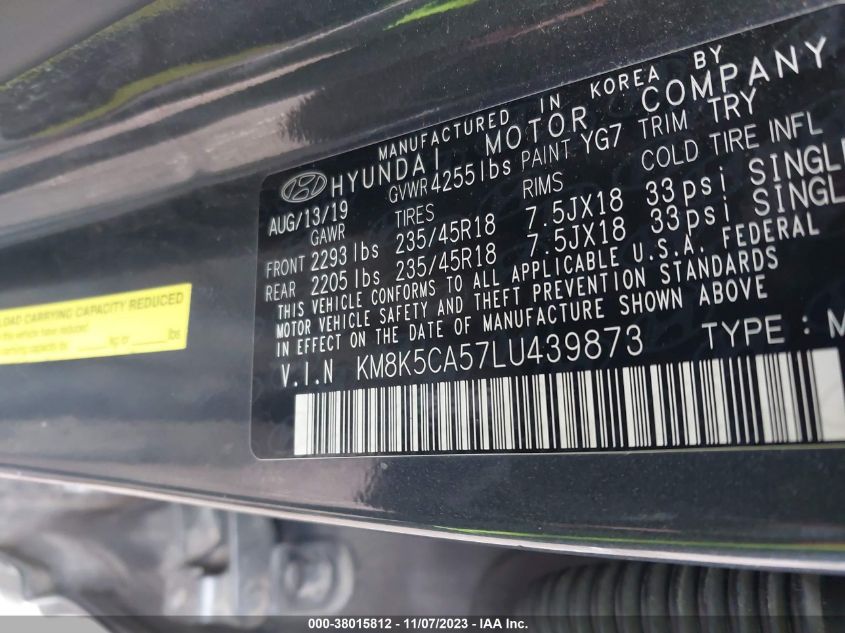 MANUFACTURED IN KOREA BY
HYUNDAI MOTOR COMPANY
AUG/13/19 GVWR 4255 lbs PAINT YG7 TRIM TRY
GAWR TIRES RIMS COLD TIRE INFL
FRONT 2293 lbs 235/45R18 7.5JX18 33 psi SINGL
REAR 2205 lbs 235/45R18 7.5JX18 33 psi SINGL
THIS VEHICLE CONFORMS TO ALL APPLICABLE U.S.A. FEDERAL
MOTOR VEHICLE SAFETY AND THEFT PREVENTION STANDARDS
IN EFFECT ON THE DATE OF MANUFACTURE SHOWN ABOVE
V.I.N KM8K5CA57LU439873 TYPE : M
LOAD CARRYING CAPACITY REDUCED
carrying capacity kg or lbs
000-38015812 - 11/07/2023 - IAA Inc.